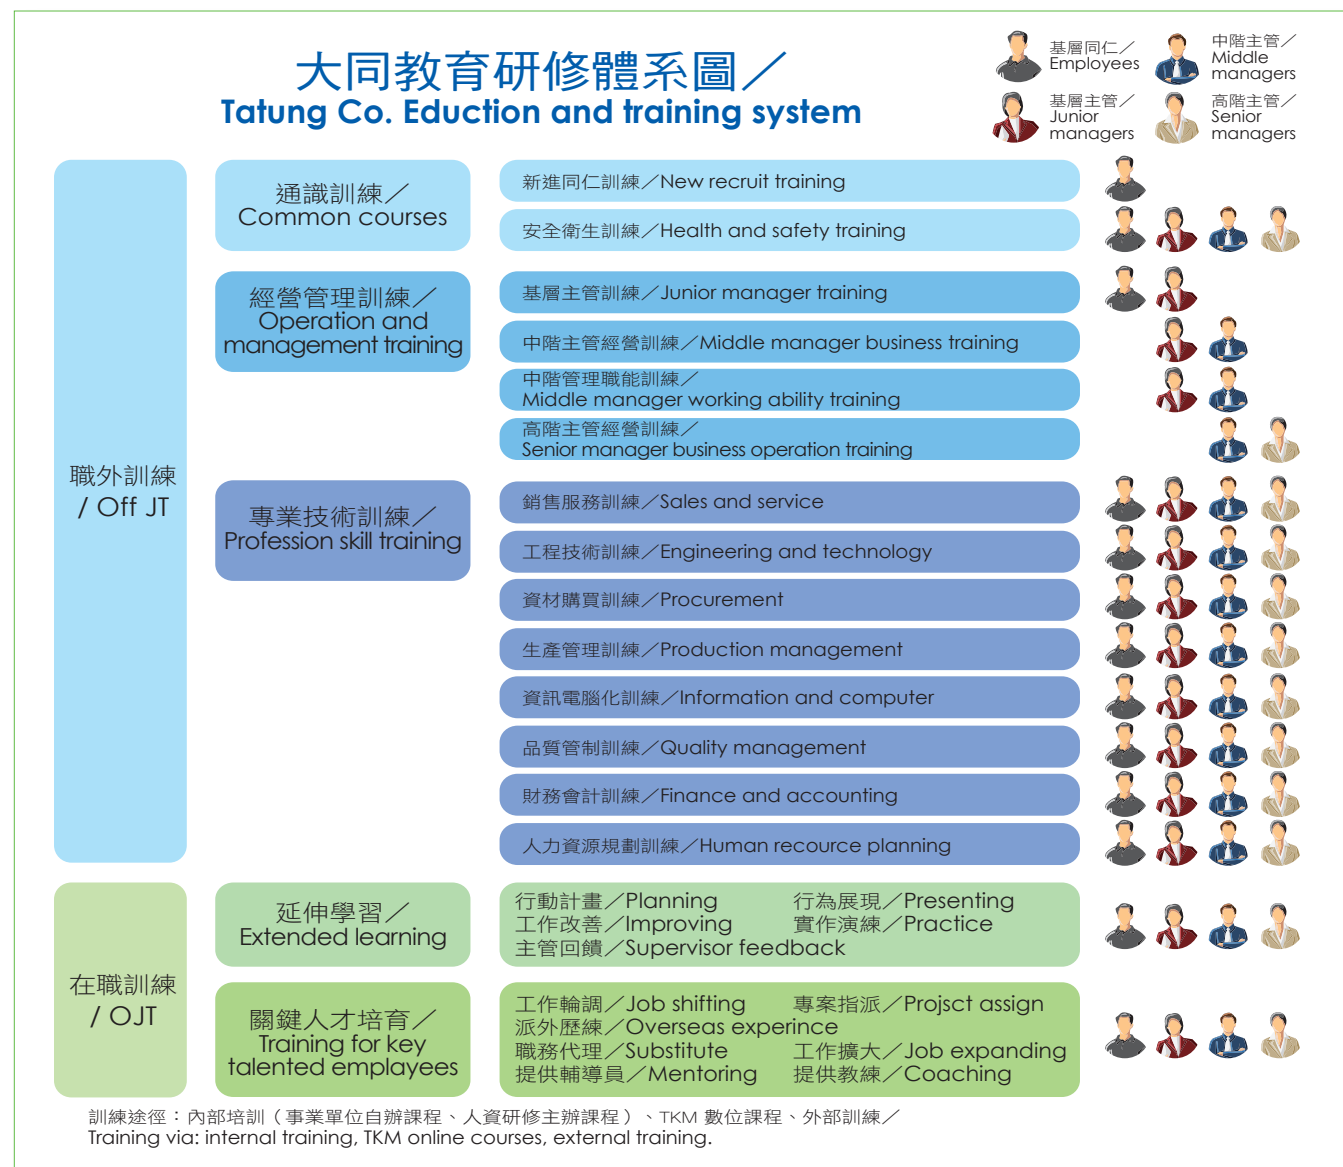 大同教育研修體系圖／
Tatung Co. Eduction and training system
基層同仁／
Employees
中階主管／
Middle
managers
基層主管／
Junior
managers
高階主管／
Senior
managers
職外訓練
/ Off JT
通識訓練／
Common courses
新進同仁訓練／New recruit training
安全衛生訓練／Health and safety training
經營管理訓練／
Operation and
management training
基層主管訓練／Junior manager training
中階主管經營訓練／Middle manager business training
中階管理職能訓練／
Middle manager working ability training
高階主管經營訓練／
Senior manager business operation training
專業技術訓練／
Profession skill training
銷售服務訓練／Sales and service
工程技術訓練／Engineering and technology
資材購買訓練／Procurement
生產管理訓練／Production management
資訊電腦化訓練／Information and computer
品質管制訓練／Quality management
財務會計訓練／Finance and accounting
人力資源規劃訓練／Human recource planning
在職訓練
/ OJT
延伸學習／
Extended learning
行動計畫／Planning 行為展現／Presenting
工作改善／Improving 實作演練／Practice
主管回饋／Supervisor feedback
關鍵人才培育／
Training for key
talented emplayees
工作輪調／Job shifting 專案指派／Projsct assign
派外歷練／Overseas experince
職務代理／Substitute 工作擴大／Job expanding
提供輔導員／Mentoring 提供教練／Coaching
訓練途徑：內部培訓（事業單位自辦課程、人資研修主辦課程）、TKM 數位課程、外部訓練／
Training via: internal training, TKM online courses, external training.